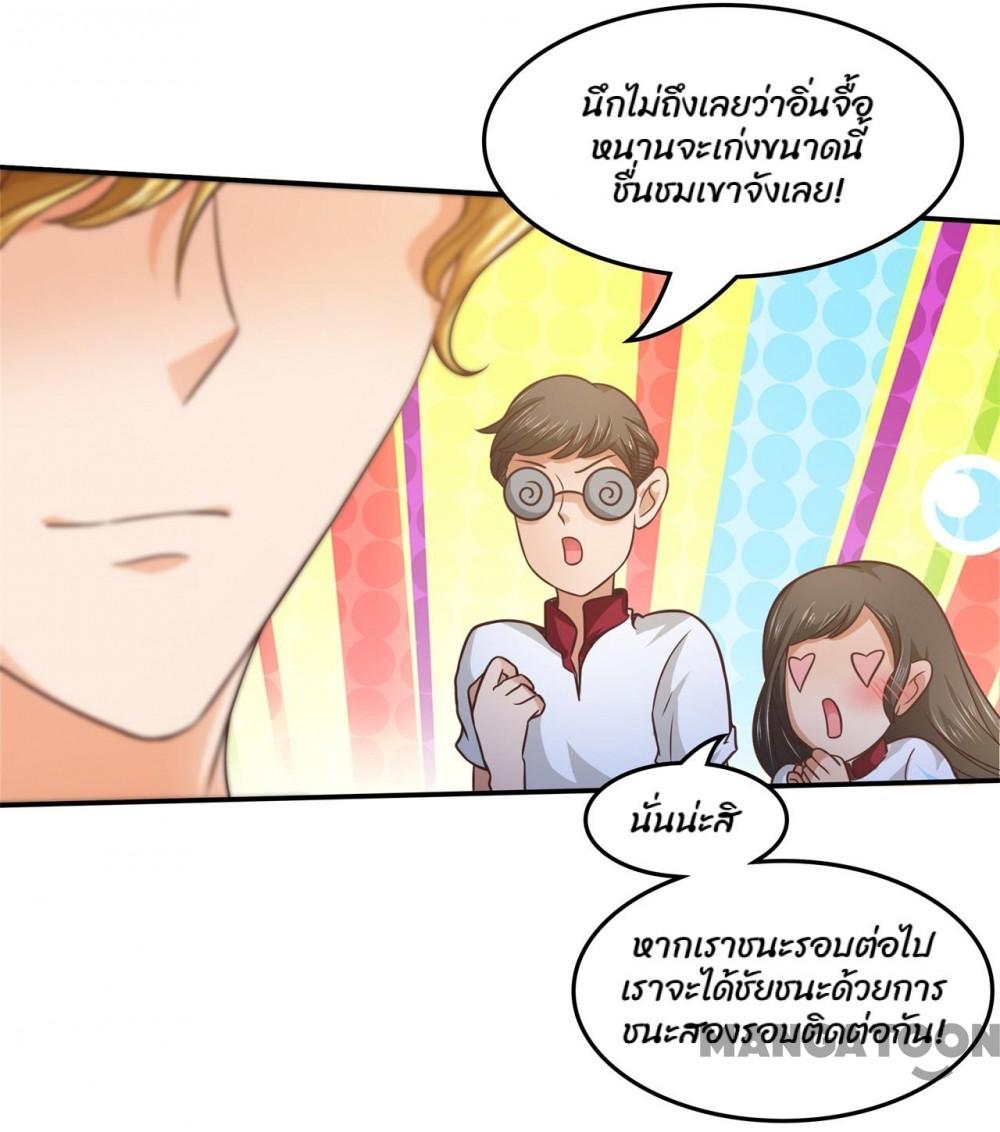 นึกไม่ถึงเลยว่าอิ่นจื้อ
หนานจะเก่งขนาดนี้
ชื่นชมเขาจังเลย!
นั่นน่ะสิ
หากเราชนะรอบต่อไป
เราจะได้ชัยชนะด้วยการ
ชนะสองรอบติดต่อกัน!
MANGATOON